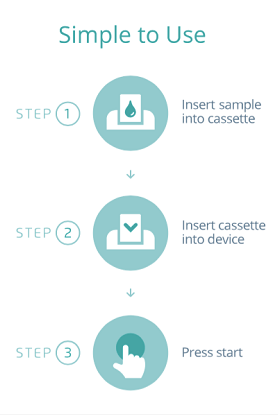 Simple to Use
STEP 1
Insert sample
into cassette
STEP 2
Insert cassette
into device
STEP 3
Press start